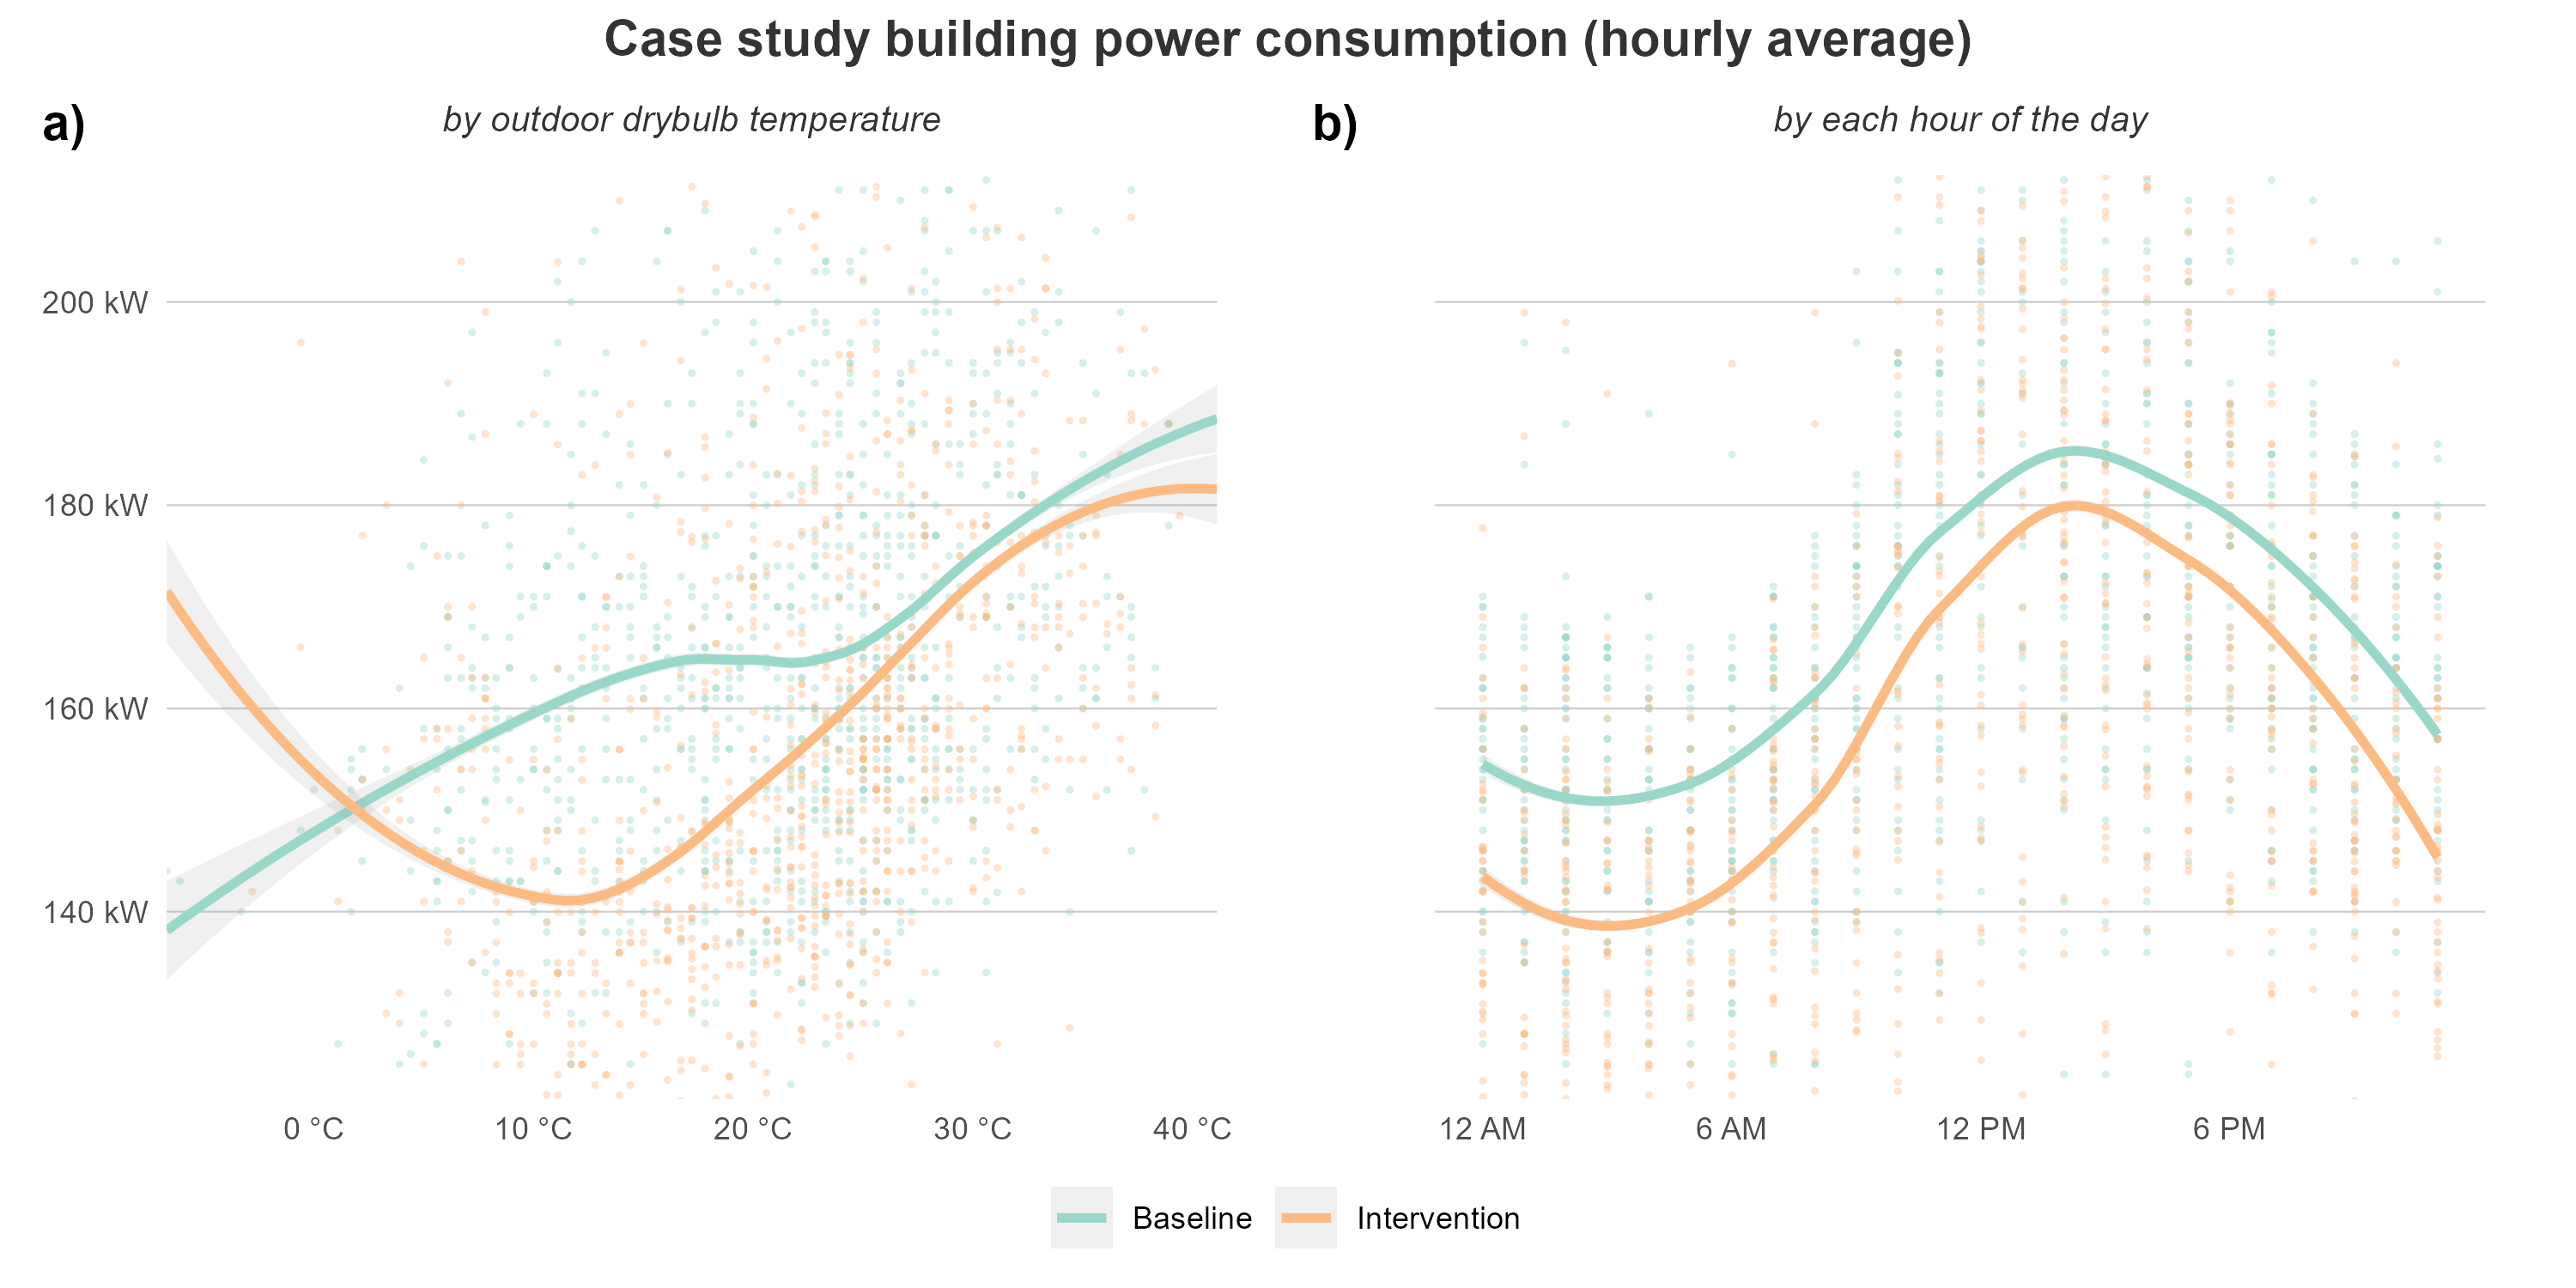 Case study building power consumption (hourly average)
a)
by outdoor drybulb temperature
200 kW
180 kW
160 kW
140 kW
0 °C 10 °C 20 °C 30 °C 40 °C
b)
by each hour of the day
12 AM 6 AM 12 PM 6 PM
Baseline Intervention